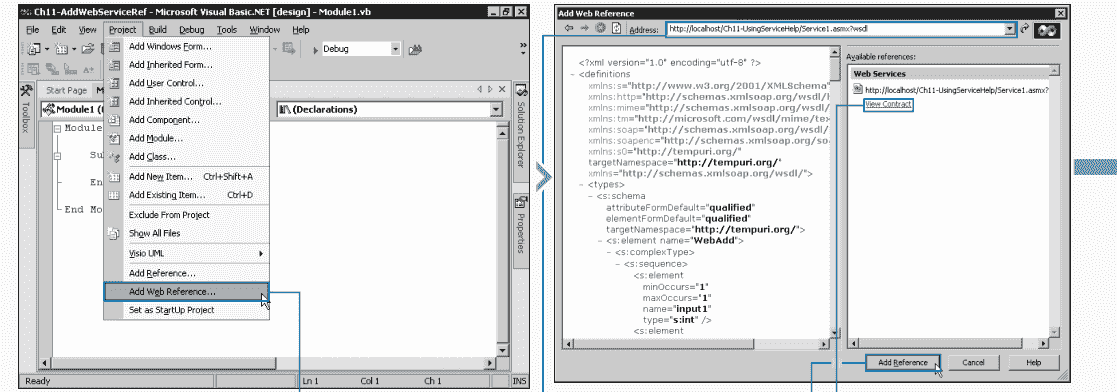 Ch11-AddWebServiceRef - Microsoft Visual Basic.NET [design] - Module1.vb
File Edit View Project Build Debug Tools Window Help
Debug
Add Windows Form...
Add Inherited Form...
Add User Control...
Add Inherited Control...
Add Component...
Add Module...
Add Class...
Add New Item... Ctrl+Shift+A
Add Existing Item... Ctrl+D
Exclude From Project
Show All Files
Visio UML
Add Reference...
Add Web Reference...
Set as StartUp Project
Toolbox
Start Page M
Module1 (
(Declarations)
Module
Su
En
End Mo
Solution Explorer
Properties
Ready Ln 1 Col 1 Ch 1 INS
Add Web Reference
Address: http://localhost/Ch11-UsingServiceHelp/Service1.asmx?wsdl
<?xml version="1.0" encoding="utf-8" ?>
- <definitions
xmlns:s="http://www.w3.org/2001/XMLSchema"
xmlns:http="http://schemas.xmlsoap.org/wsdl/h
xmlns:mime="http://schemas.xmlsoap.org/wsdl/
xmlns:tm="http://microsoft.com/wsdl/mime/tex
xmlns:soap="http://schemas.xmlsoap.org/wsdl/
xmlns:soapenc="http://schemas.xmlsoap.org/so
xmlns:s0="http://tempuri.org/"
targetNamespace="http://tempuri.org/"
xmlns="http://schemas.xmlsoap.org/wsdl/">
- <types>
- <s:schema
attributeFormDefault="qualified"
elementFormDefault="qualified"
targetNamespace="http://tempuri.org/">
- <s:element name="WebAdd">
- <s:complexType>
- <s:sequence>
<s:element
minOccurs="1"
maxOccurs="1"
name="input1"
type="s:int" />
<s:element
Available references:
Web Services
http://localhost/Ch11-UsingServiceHelp/Service1.asmx?
View Contract
Add Reference Cancel Help